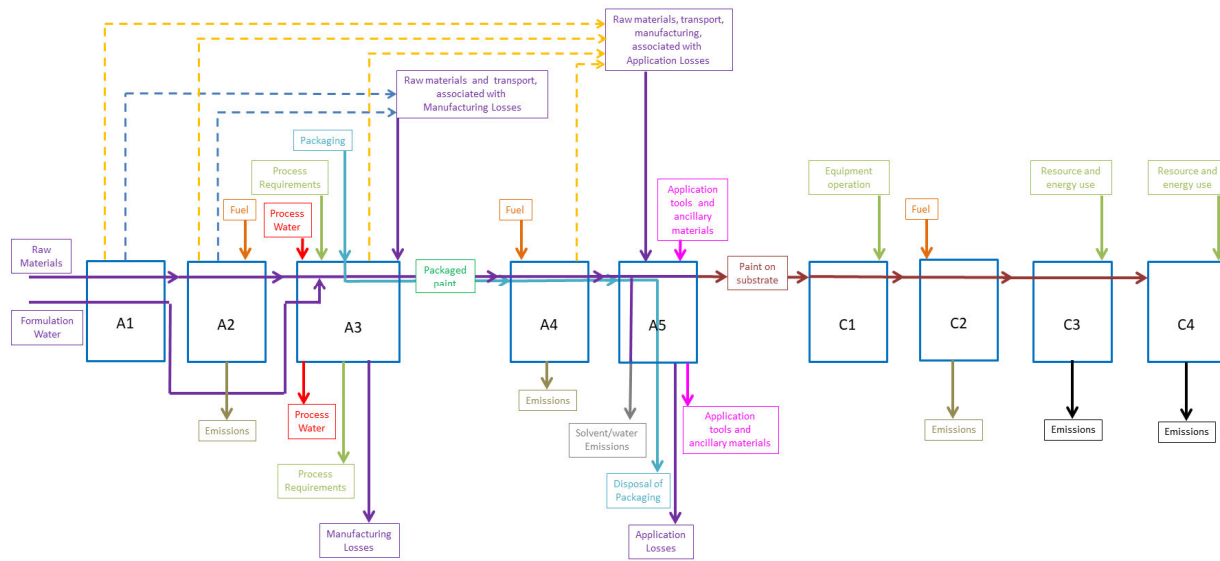 Raw materials, transport,
manufacturing,
associated with
Application Losses
Raw materials and transport,
associated with
Manufacturing Losses
Packaging
Process
Requirements
Fuel
Process
Water
Fuel
Application
tools and
ancillary
materials
Equipment
operation
Fuel
Resource and
energy use
Resource and
energy use
Raw
Materials
Formulation
Water
Packaged
paint
Paint on
substrate
A1
A2
A3
A4
A5
C1
C2
C3
C4
Emissions
Process
Water
Process
Requirements
Manufacturing
Losses
Emissions
Solvent/water
Emissions
Application
tools and
ancillary materials
Disposal of
Packaging
Application
Losses
Emissions
Emissions
Emissions